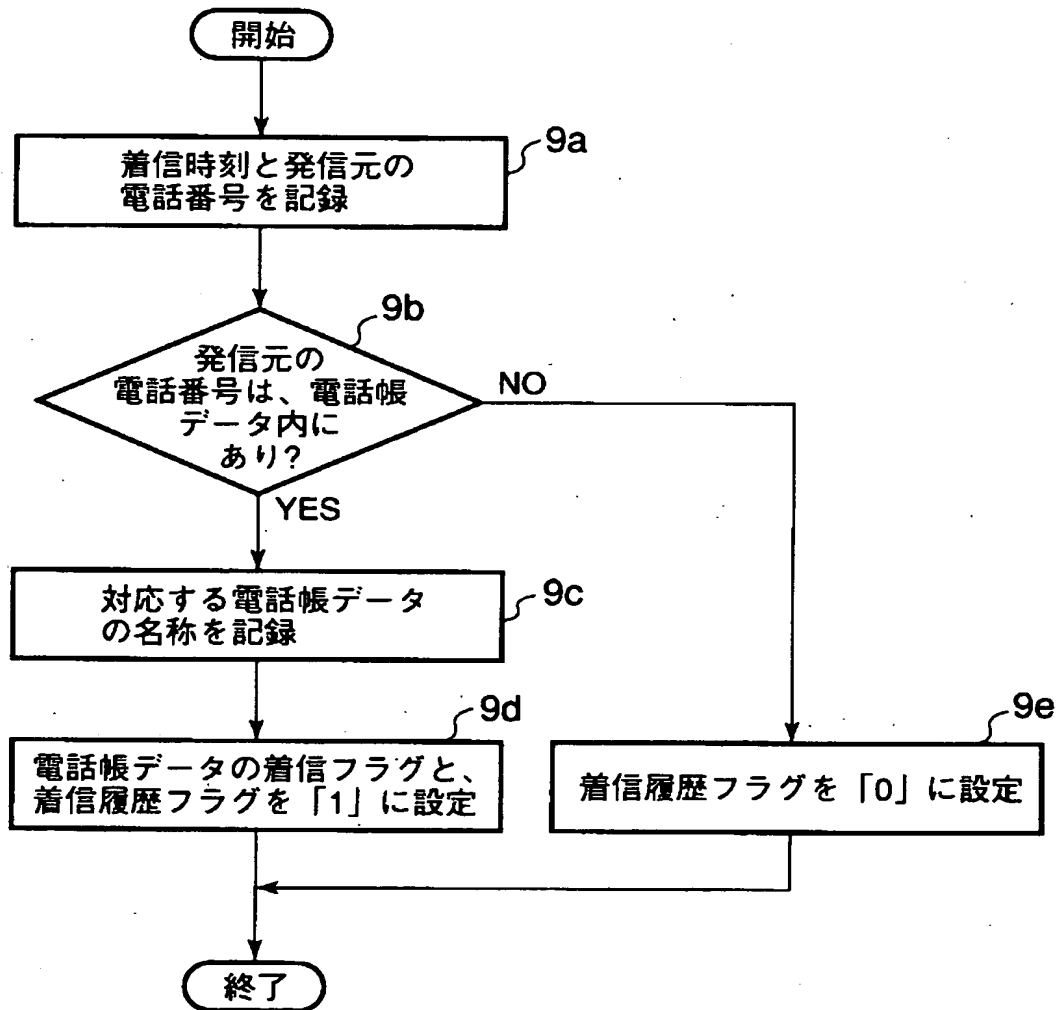 開始
9a
着信時刻と発信元の
電話番号を記録
9b
発信元の
電話番号は、電話帳
データ内に
あり?
NO
YES
9c
対応する電話帳データ
の名称を記録
9d
電話帳データの着信フラグと、
着信履歴フラグを「1」に設定
9e
着信履歴フラグを「0」に設定
終了